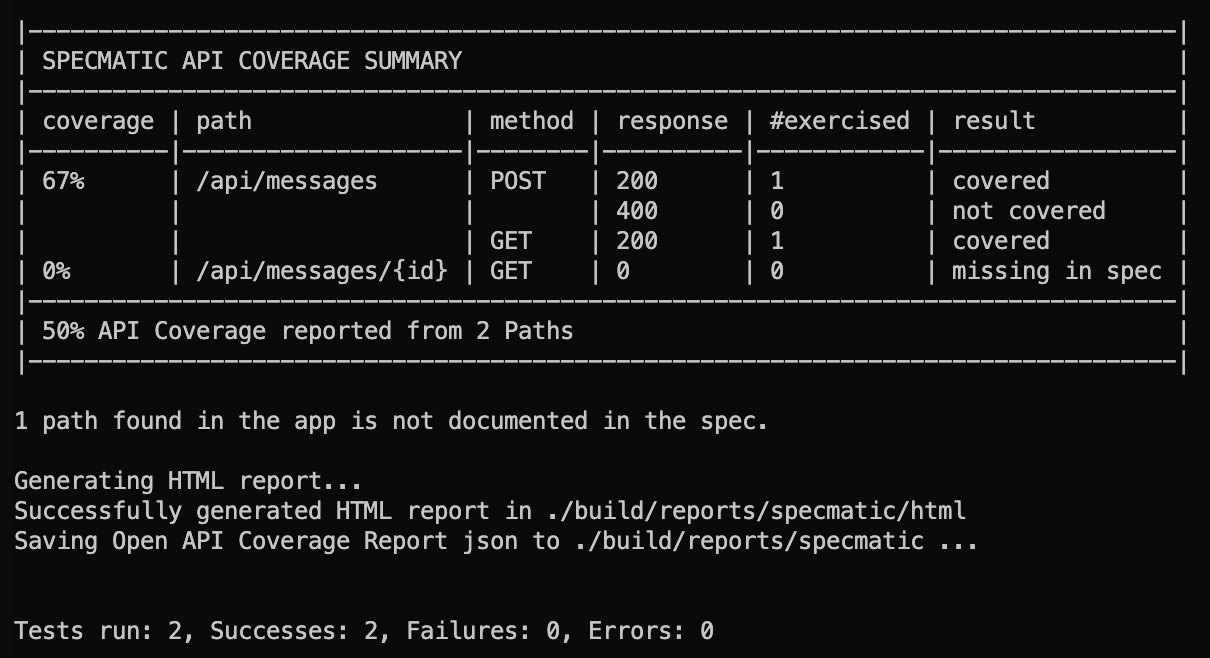 |----------------------------------------------------------------------------------|
| SPECMATIC API COVERAGE SUMMARY                                                   |
|----------------------------------------------------------------------------------|
| coverage | path               | method | response | #exercised | result          |
|----------|--------------------|--------|----------|------------|-----------------|
| 67%      | /api/messages      | POST   | 200      | 1          | covered         |
|          |                    |        | 400      | 0          | not covered     |
|          |                    | GET    | 200      | 1          | covered         |
| 0%       | /api/messages/{id} | GET    | 0        | 0          | missing in spec |
|----------------------------------------------------------------------------------|
| 50% API Coverage reported from 2 Paths                                           |
|----------------------------------------------------------------------------------|
1 path found in the app is not documented in the spec.
Generating HTML report...
Successfully generated HTML report in ./build/reports/specmatic/html
Saving Open API Coverage Report json to ./build/reports/specmatic ...
Tests run: 2, Successes: 2, Failures: 0, Errors: 0